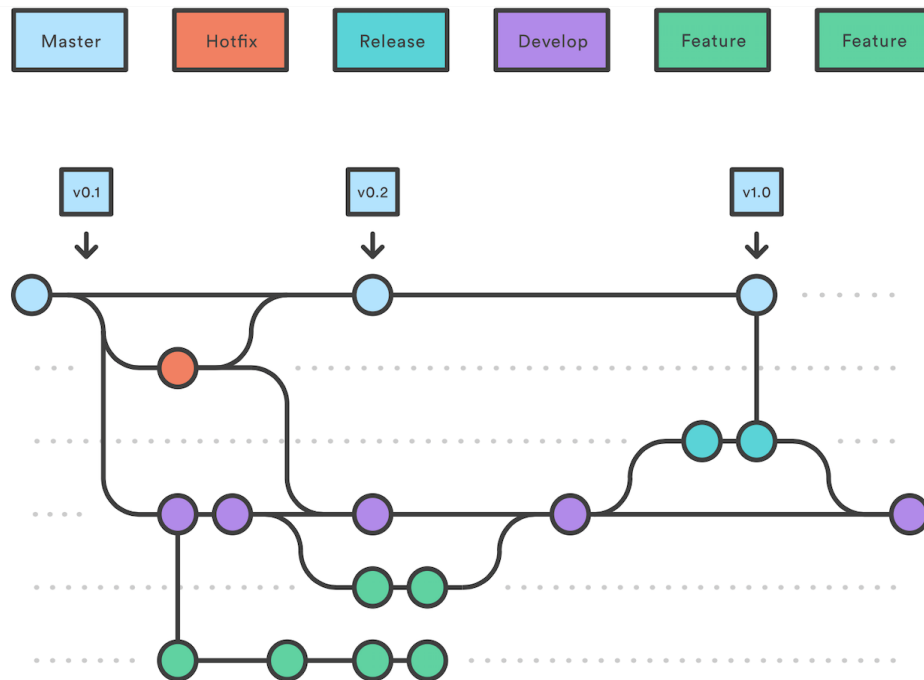 Master
Hotfix
Release
Develop
Feature
Feature
v0.1
v0.2
v1.0